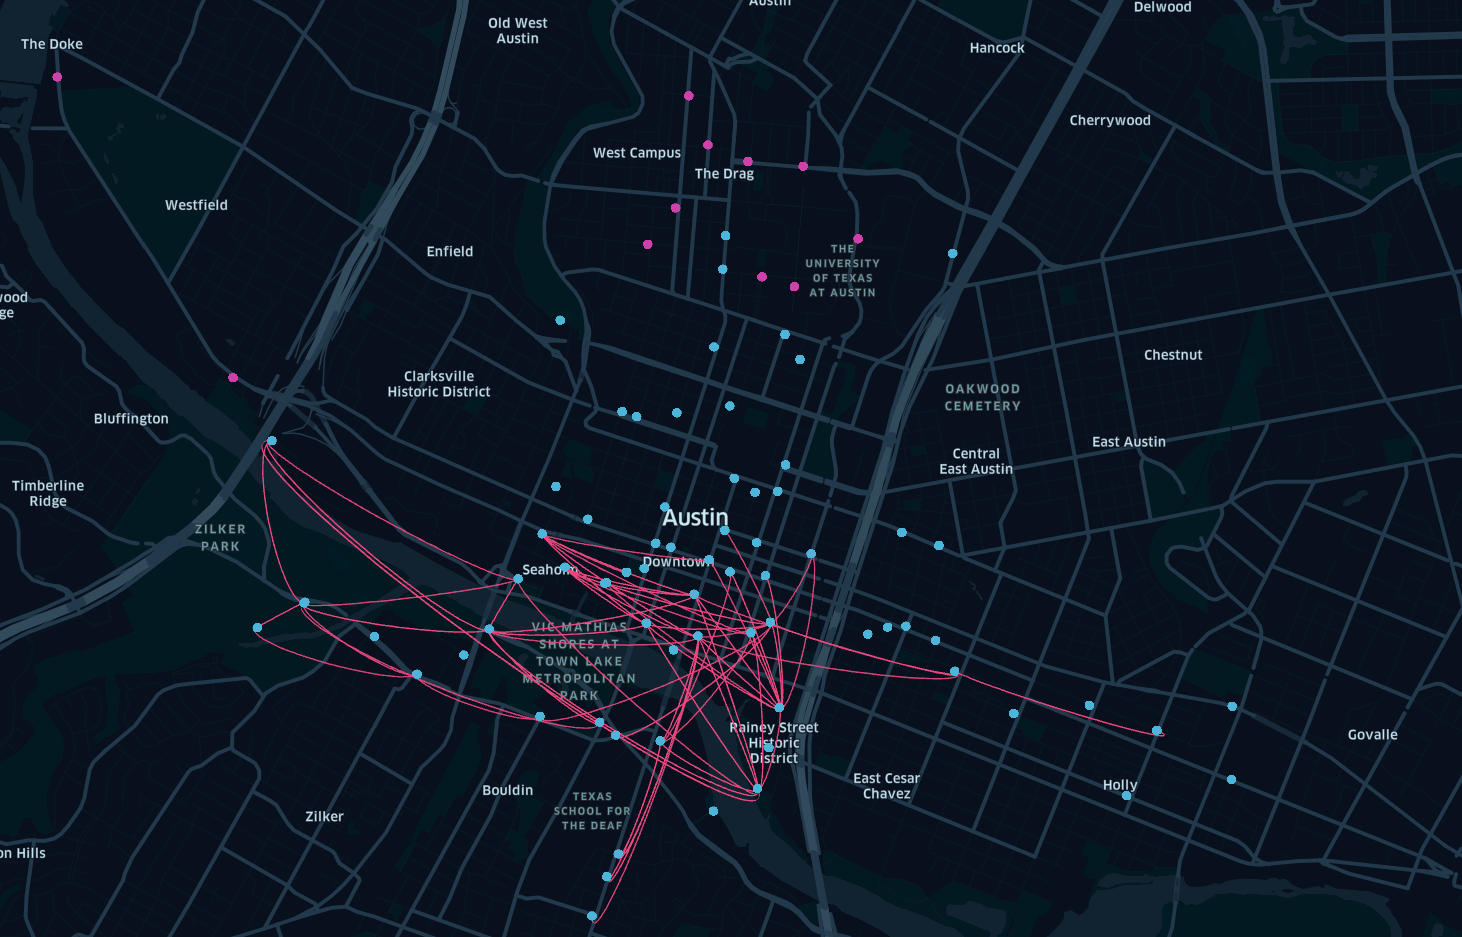 Austin
Delwood
Old West
Austin
The Doke
Hancock
Cherrywood
West Campus
The Drag
Westfield
Enfield
THE
UNIVERSITY
OF TEXAS
AT AUSTIN
wood
ge
Chestnut
Clarksville
Historic District
OAKWOOD
CEMETERY
Bluffington
East Austin
Central
East Austin
Timberline
Ridge
Austin
ZILKER
PARK
Downtown
Seaholm
VIC MATHIAS
SHORES AT
TOWN LAKE
METROPOLITAN
PARK
Rainey Street
Historic
District
Govalle
East Cesar
Chavez
Holly
Bouldin
TEXAS
SCHOOL FOR
THE DEAF
Zilker
on Hills